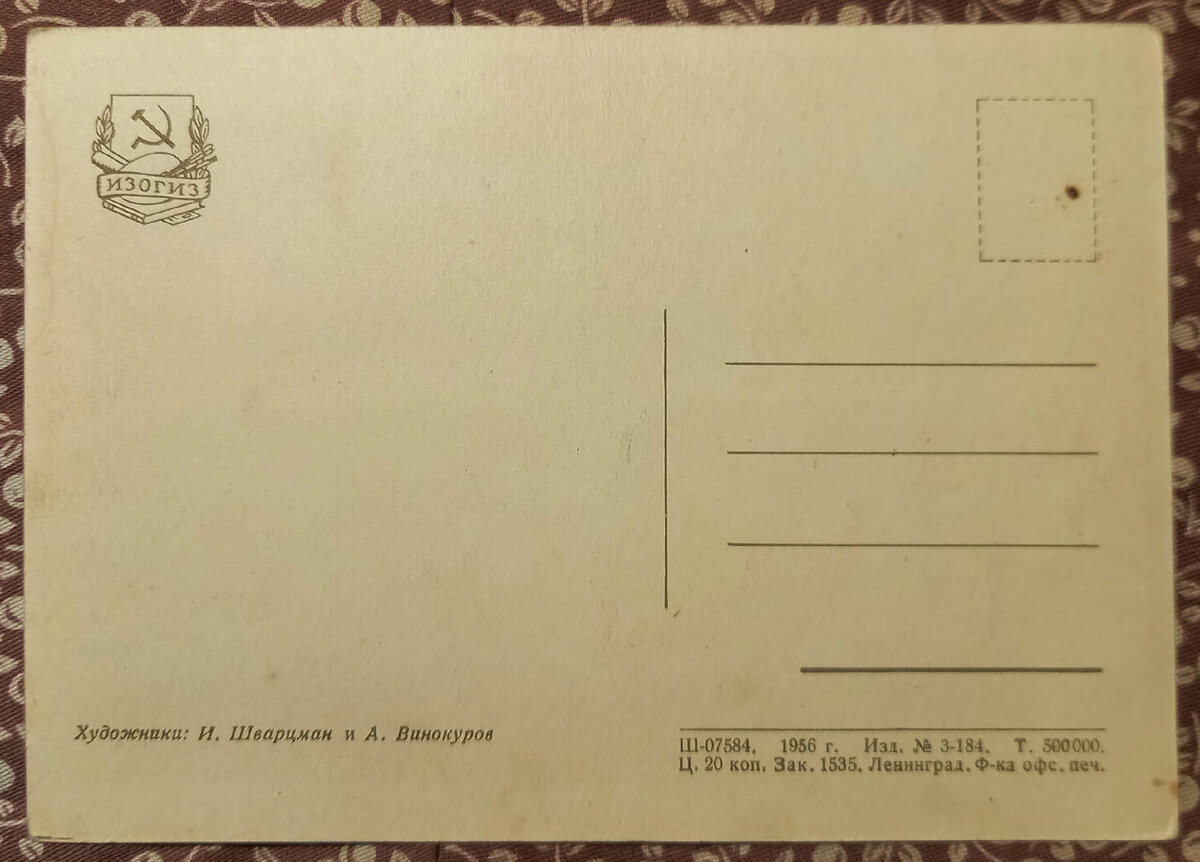 ИЗОГИЗ
Художники: И. Шварцман и А. Винокуров
Ш-07584. 1956 г. Изд. № 3-184. Т. 500000.
Ц. 20 коп. Зак. 1535. Ленинград. Ф-ка офс. печ.